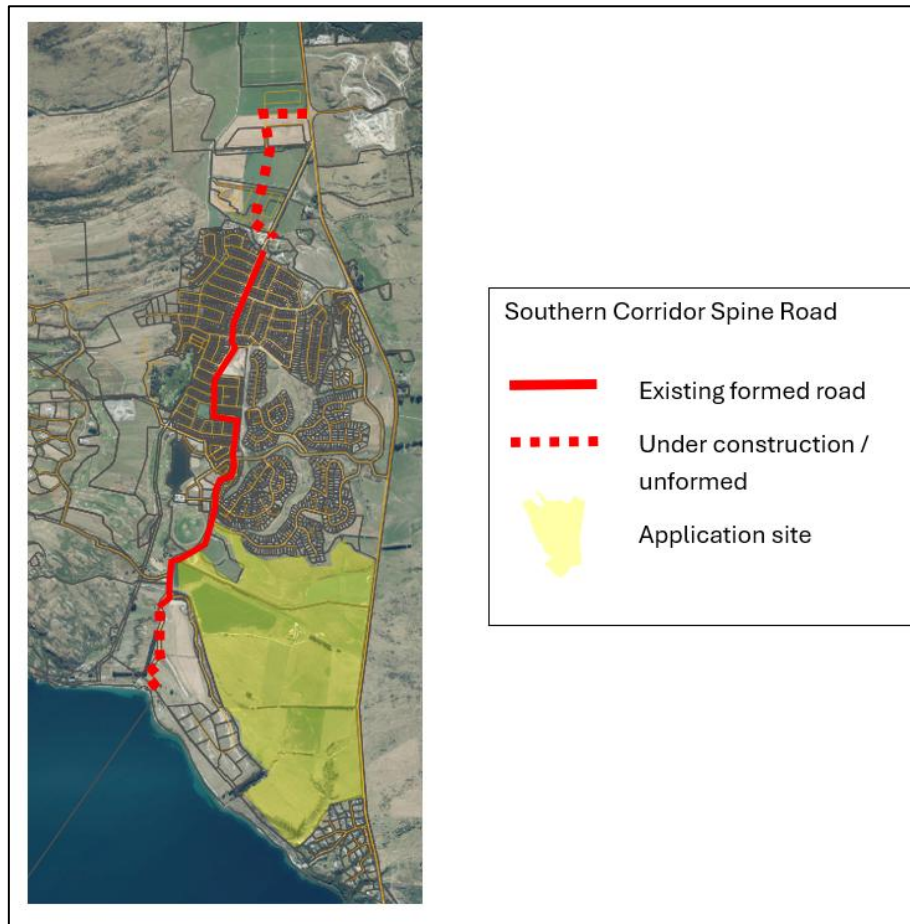 Southern Corridor Spine Road
Existing formed road
Under construction /
unformed
Application site